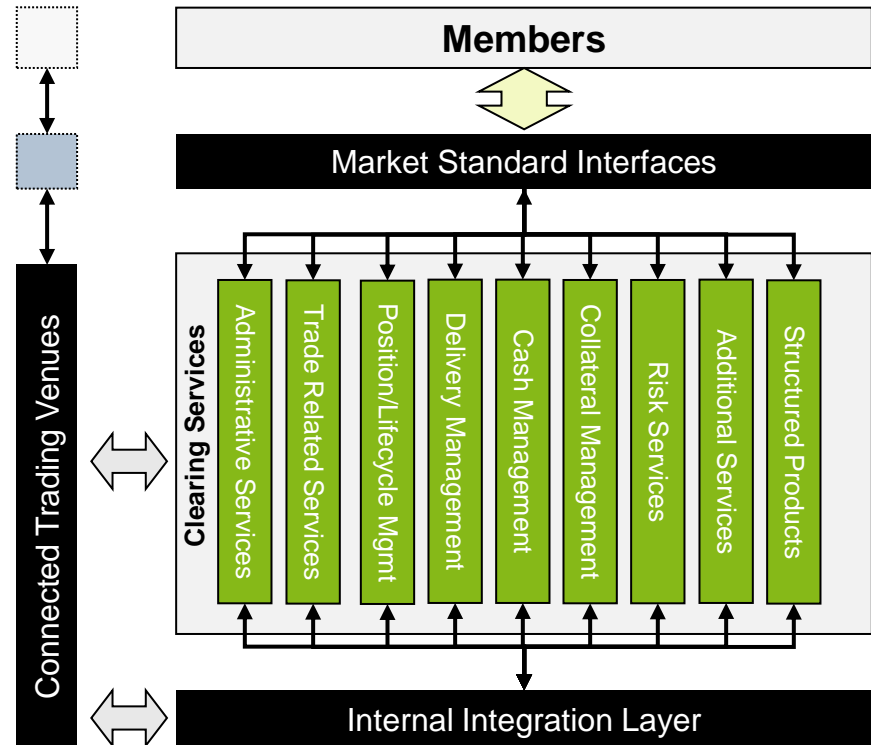 Members
Market Standard Interfaces
Connected Trading Venues
Clearing Services
Administrative Services
Trade Related Services
Position/Lifecycle Mgmt
Delivery Management
Cash Management
Collateral Management
Risk Services
Additional Services
Structured Products
Internal Integration Layer